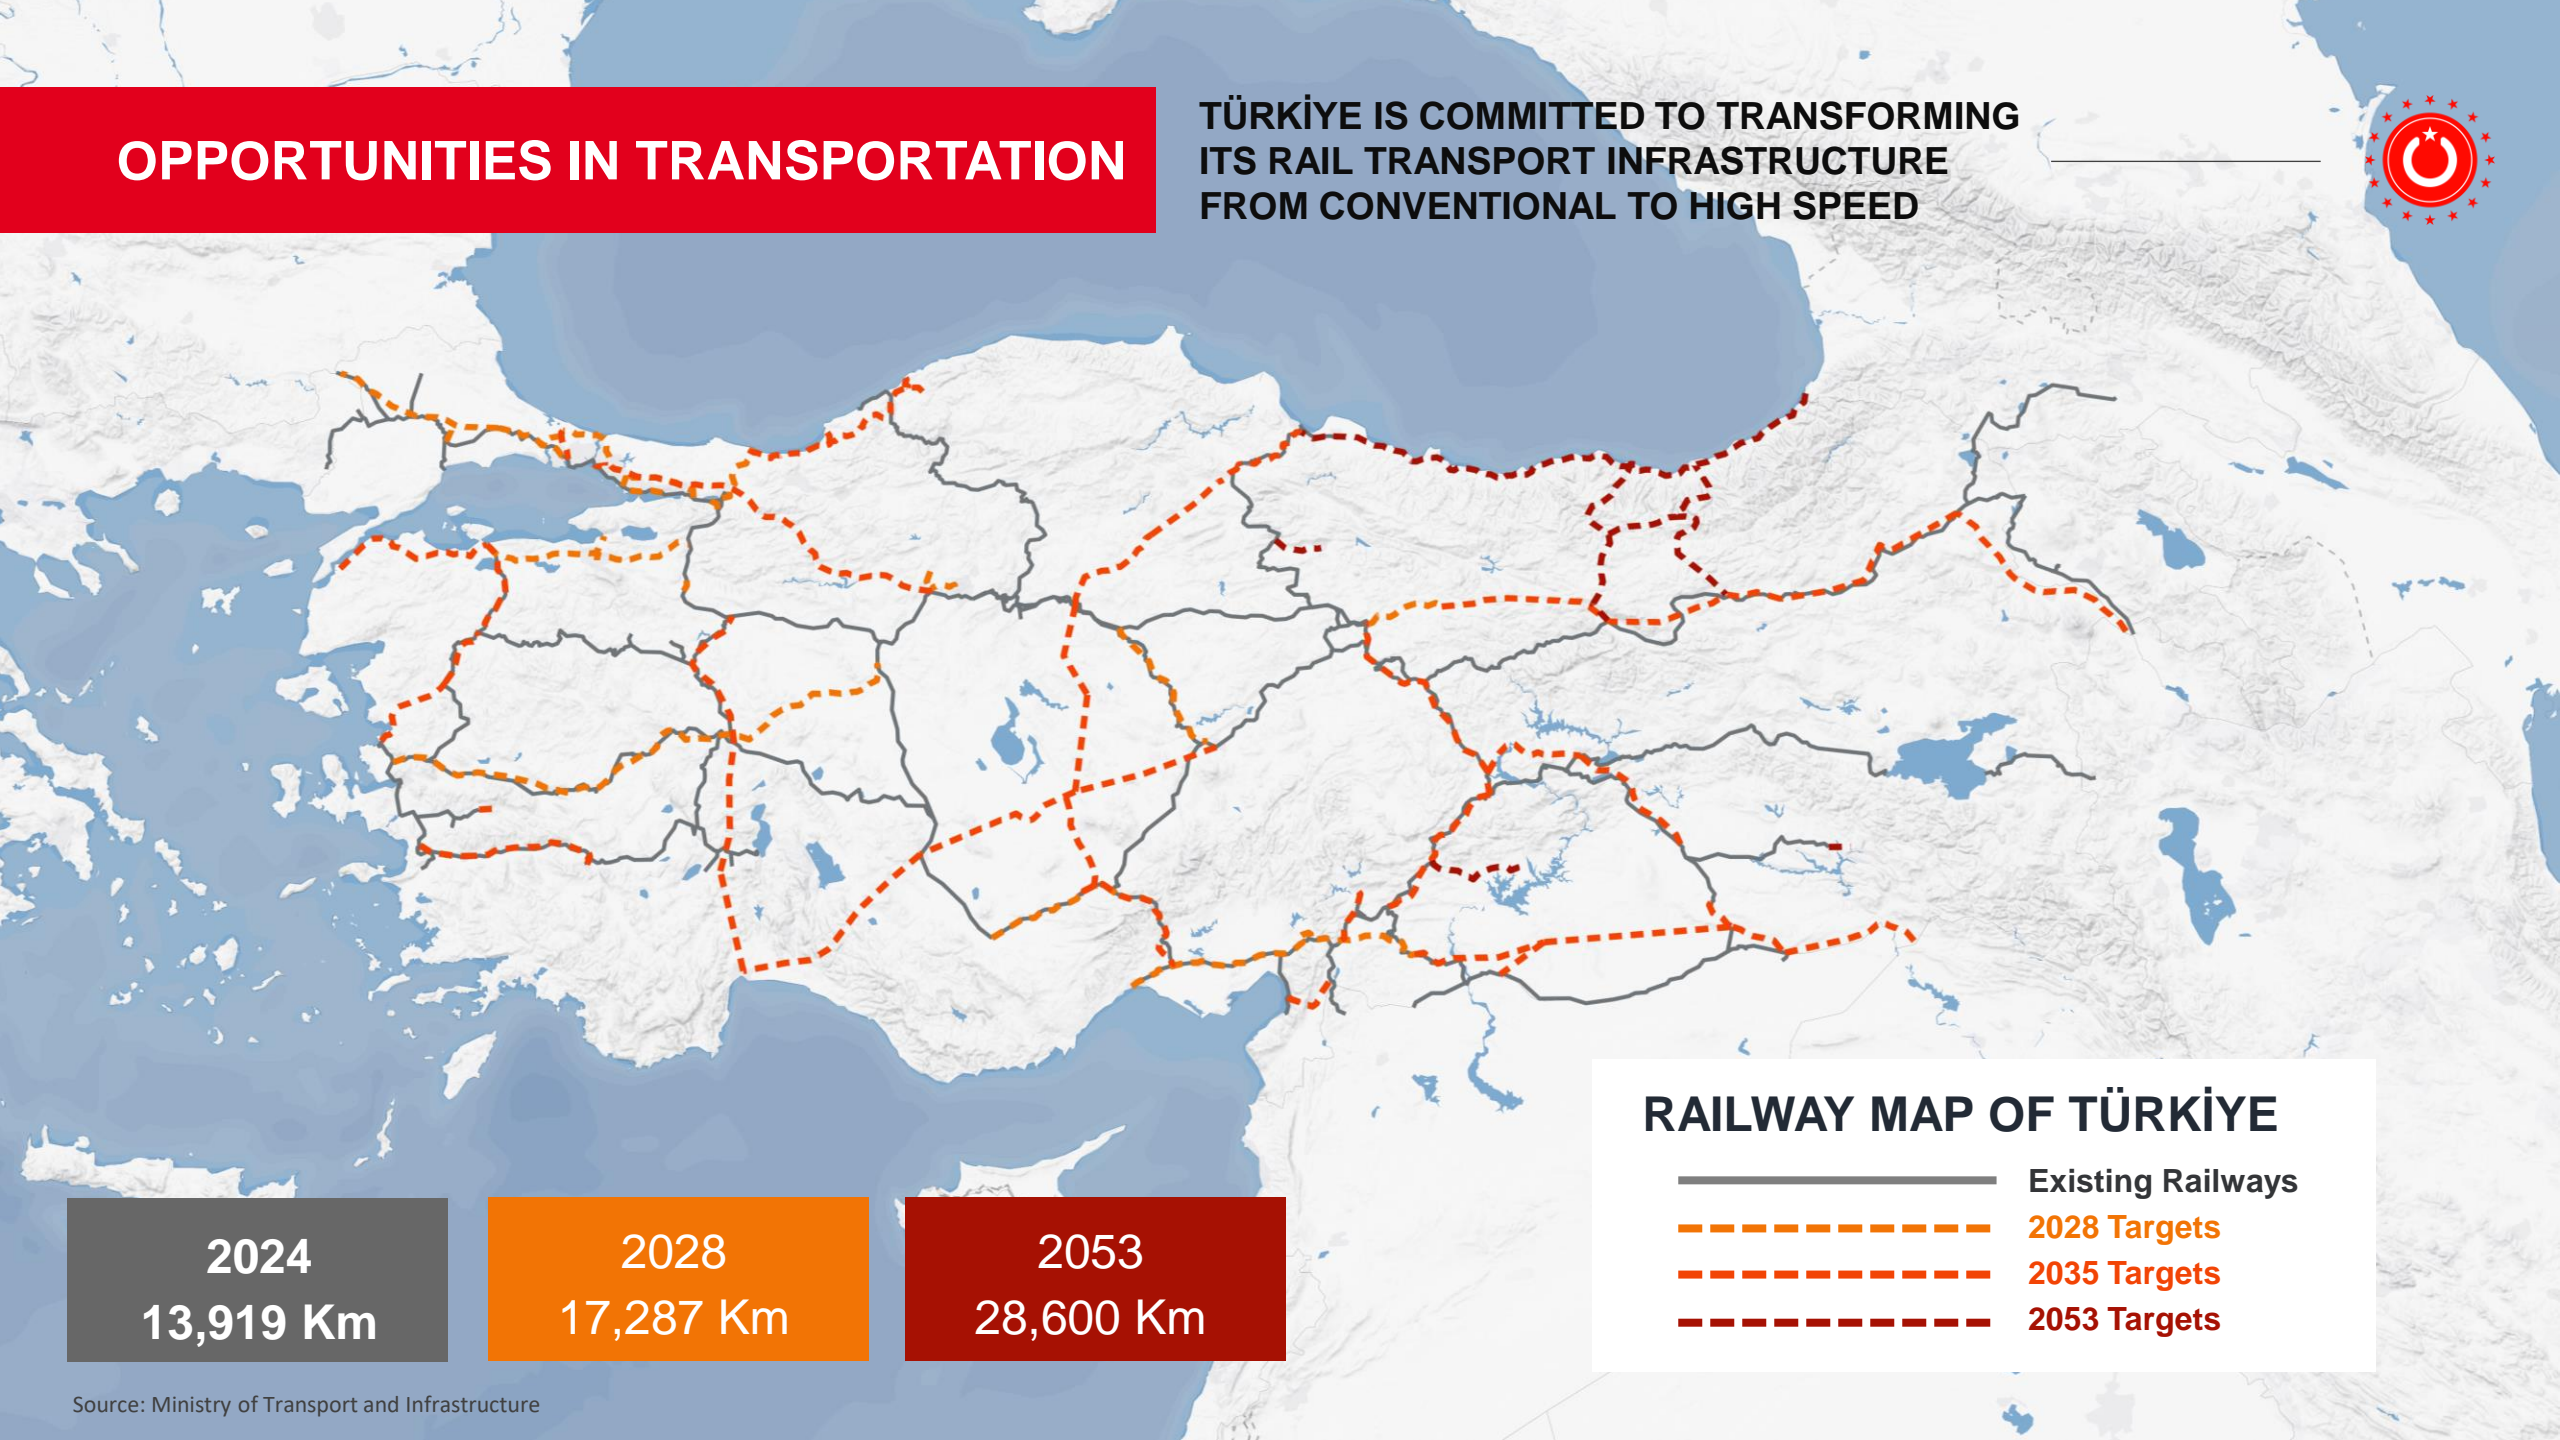 OPPORTUNITIES IN TRANSPORTATION
TÜRKİYE IS COMMITTED TO TRANSFORMING
ITS RAIL TRANSPORT INFRASTRUCTURE
FROM CONVENTIONAL TO HIGH SPEED
RAILWAY MAP OF TÜRKİYE
Existing Railways
2028 Targets
2035 Targets
2053 Targets
2024
13,919 Km
2028
17,287 Km
2053
28,600 Km
Source: Ministry of Transport and Infrastructure